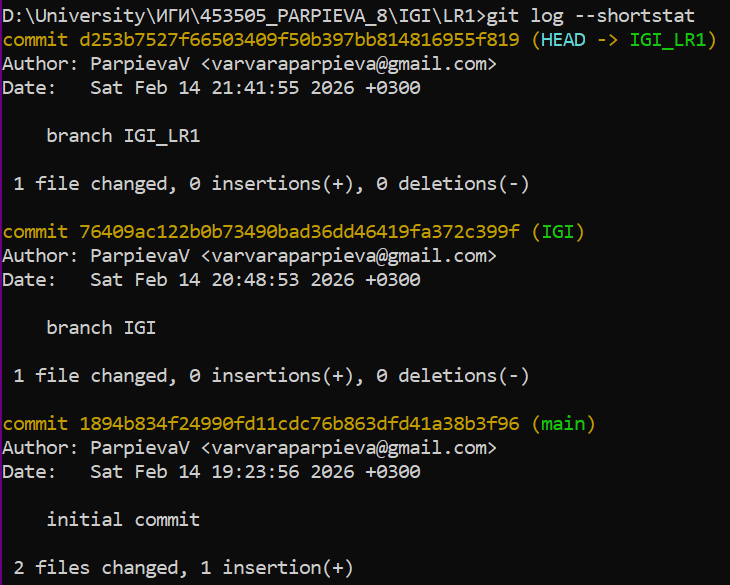 D:\University\ИГИ\453505_PARPIEVA_8\IGI\LR1>git log --shortstat
commit d253b7527f66503409f50b397bb814816955f819 (HEAD -> IGI_LR1)
Author: ParpievaV <varvaraparpieva@gmail.com>
Date:   Sat Feb 14 21:41:55 2026 +0300
branch IGI_LR1
1 file changed, 0 insertions(+), 0 deletions(-)
commit 76409ac122b0b73490bad36dd46419fa372c399f (IGI)
Author: ParpievaV <varvaraparpieva@gmail.com>
Date:   Sat Feb 14 20:48:53 2026 +0300
branch IGI
1 file changed, 0 insertions(+), 0 deletions(-)
commit 1894b834f24990fd11cdc76b863dfd41a38b3f96 (main)
Author: ParpievaV <varvaraparpieva@gmail.com>
Date:   Sat Feb 14 19:23:56 2026 +0300
initial commit
2 files changed, 1 insertion(+)